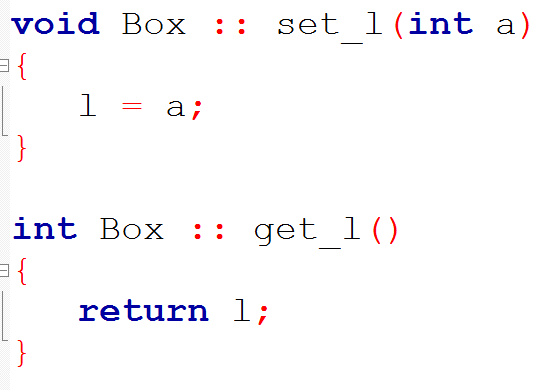 void Box :: set_l(int a)
{
l = a;
}
int Box :: get_l()
{
return l;
}